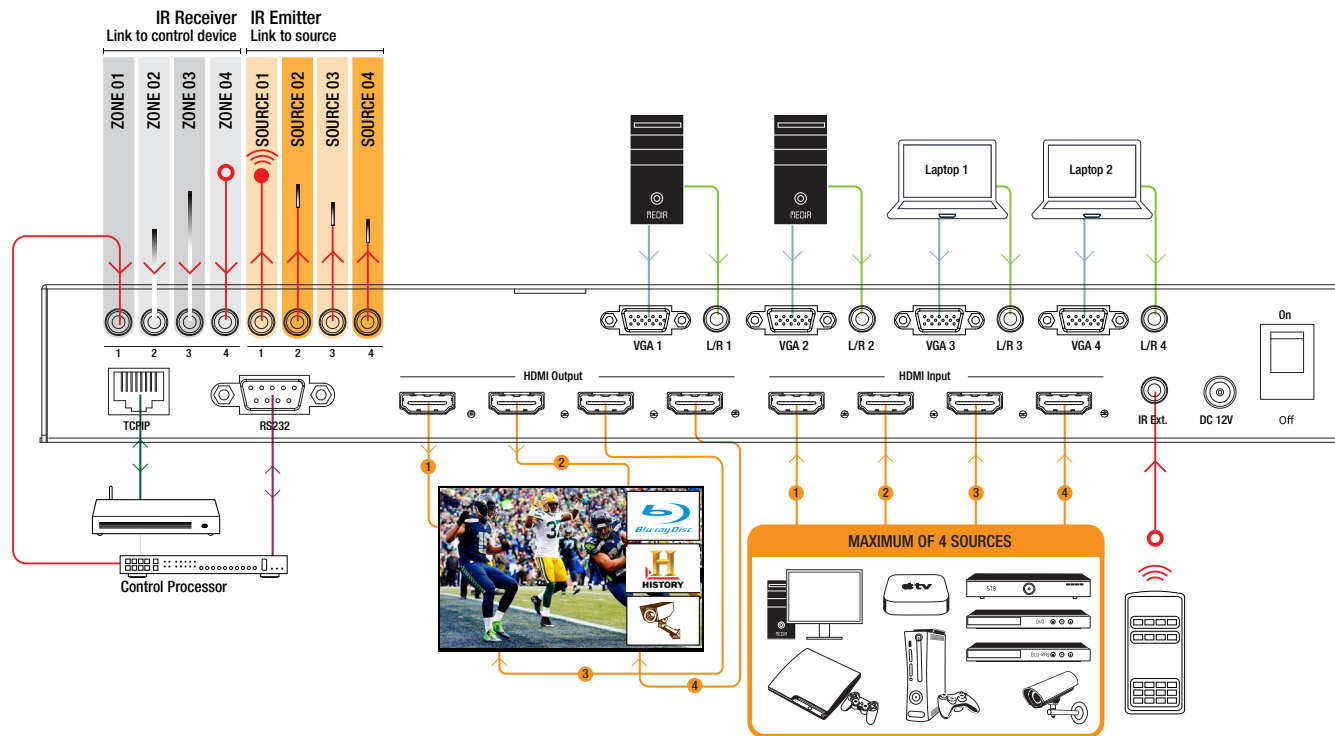 IR Receiver
Link to control device
IR Emitter
Link to source
ZONE 01
ZONE 02
ZONE 03
ZONE 04
SOURCE 01
SOURCE 02
SOURCE 03
SOURCE 04
MEDIA
MEDIA
Laptop 1
Laptop 2
1 2 3 4 1 2 3 4
VGA 1
L/R 1
VGA 2
L/R 2
VGA 3
L/R 3
VGA 4
L/R 4
On
Off
TCPIP
RS232
HDMI Output
HDMI Input
IR Ext.
DC 12V
1
2
3
4
1
2
3
4
Control Processor
Blu-ray Disc
H
HISTORY
MAXIMUM OF 4 SOURCES
MEDIA
tv
STB
DVD
BLU-RAY